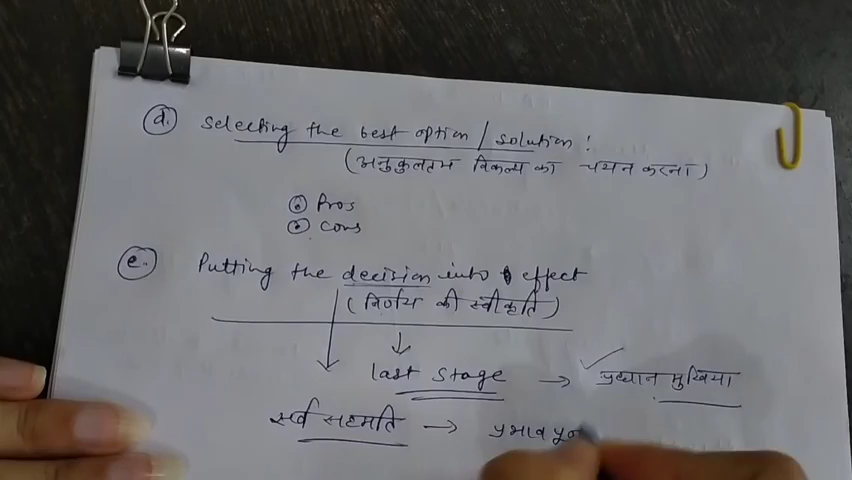 d. Selecting the best option / solution :
(अनुकुलतम विकल्प का चयन करना)
Pros
Cons
e. Putting the decision into effect
(निर्णय की स्वीकृति)
last stage → प्रधान मुखिया
सर्व सहमति → प्रभाव